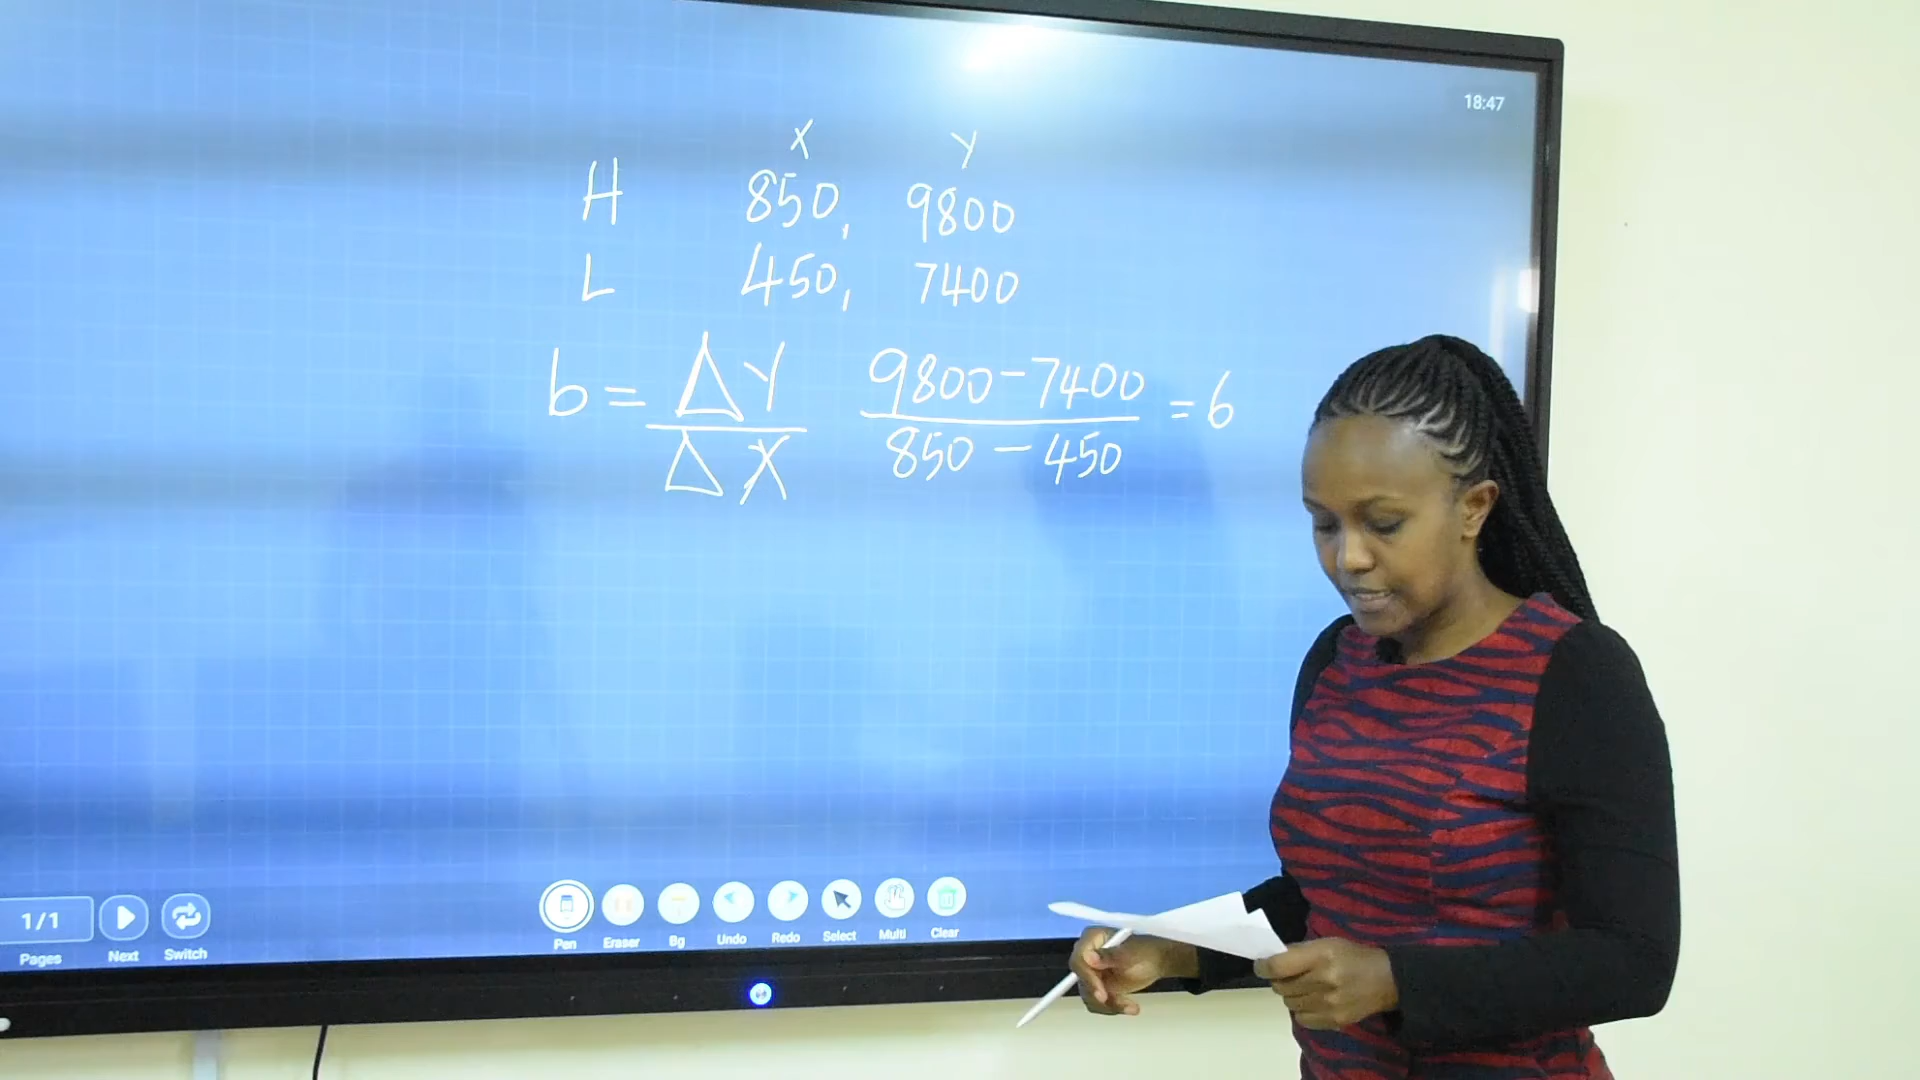 18:47
X Y
H 850, 9800
L 450, 7400
b = ΔY/ΔX 9800-7400/850-450 = 6
1/1
Pages Next Switch Pen Eraser Bg Undo Redo Select Multi Clear